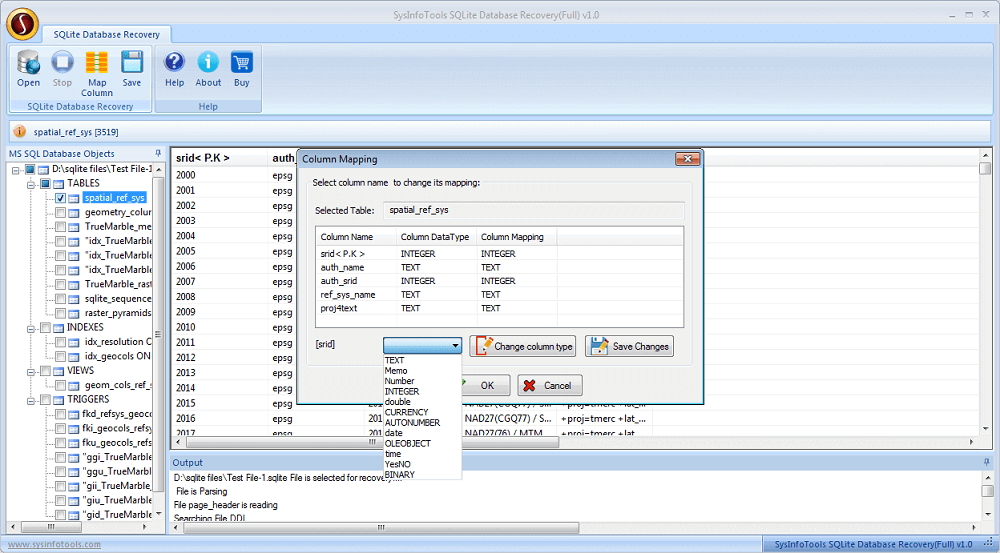 SysInfoTools SQLite Database Recovery(Full) v1.0
SQLite Database Recovery
Open Stop Map Column Save Help About Buy
SQLite Database Recovery Help
spatial_ref_sys [3519]
MS SQL Database Objects
D:\sqlite files\Test File-1
TABLES
spatial_ref_sys
geometry_colum
TrueMarble_me
"idx_TrueMarble
"idx_TrueMarble
"idx_TrueMarble
TrueMarble_rast
sqlite_sequence
raster_pyramids
INDEXES
idx_resolution O
idx_geocols ON
VIEWS
geom_cols_ref_s
TRIGGERS
fkd_refsys_geoco
fki_geocols_refsy
fku_geocols_refsy
"ggi_TrueMarble
"ggu_TrueMarble
"gii_TrueMarble_
"giu_TrueMarble
"gid_TrueMarble
srid< P.K > auth_
2000 epsg
2001 epsg
2002 epsg
2003 epsg
2004 epsg
2005 epsg
2006 epsg
2007 epsg
2008 epsg
2009 epsg
2010 epsg
2011 epsg
2012 epsg
2013 epsg
2014 epsg
2015 epsg 201 NAD27(CGQ77) / S... +proj=tmerc +lat_...
2016 epsg 201 NAD27(76) / MTM +proj=tmerc +lat
2017
Column Mapping
Select column name to change its mapping:
Selected Table: spatial_ref_sys
Column Name Column DataType Column Mapping
srid< P.K > INTEGER INTEGER
auth_name TEXT TEXT
auth_srid INTEGER INTEGER
ref_sys_name TEXT TEXT
proj4text TEXT TEXT
[srid] Change column type Save Changes
TEXT
Memo
Number
INTEGER
double
CURRENCY
AUTONUMBER
date
OLEOBJECT
time
YesNO
BINARY
OK Cancel
Output
D:\sqlite files\Test File-1.sqlite File is selected for recovery....
File is Parsing
File page_header is reading
Searching File DDL
www.sysinfotools.com SysInfoTools SQLite Database Recovery(Full) v1.0